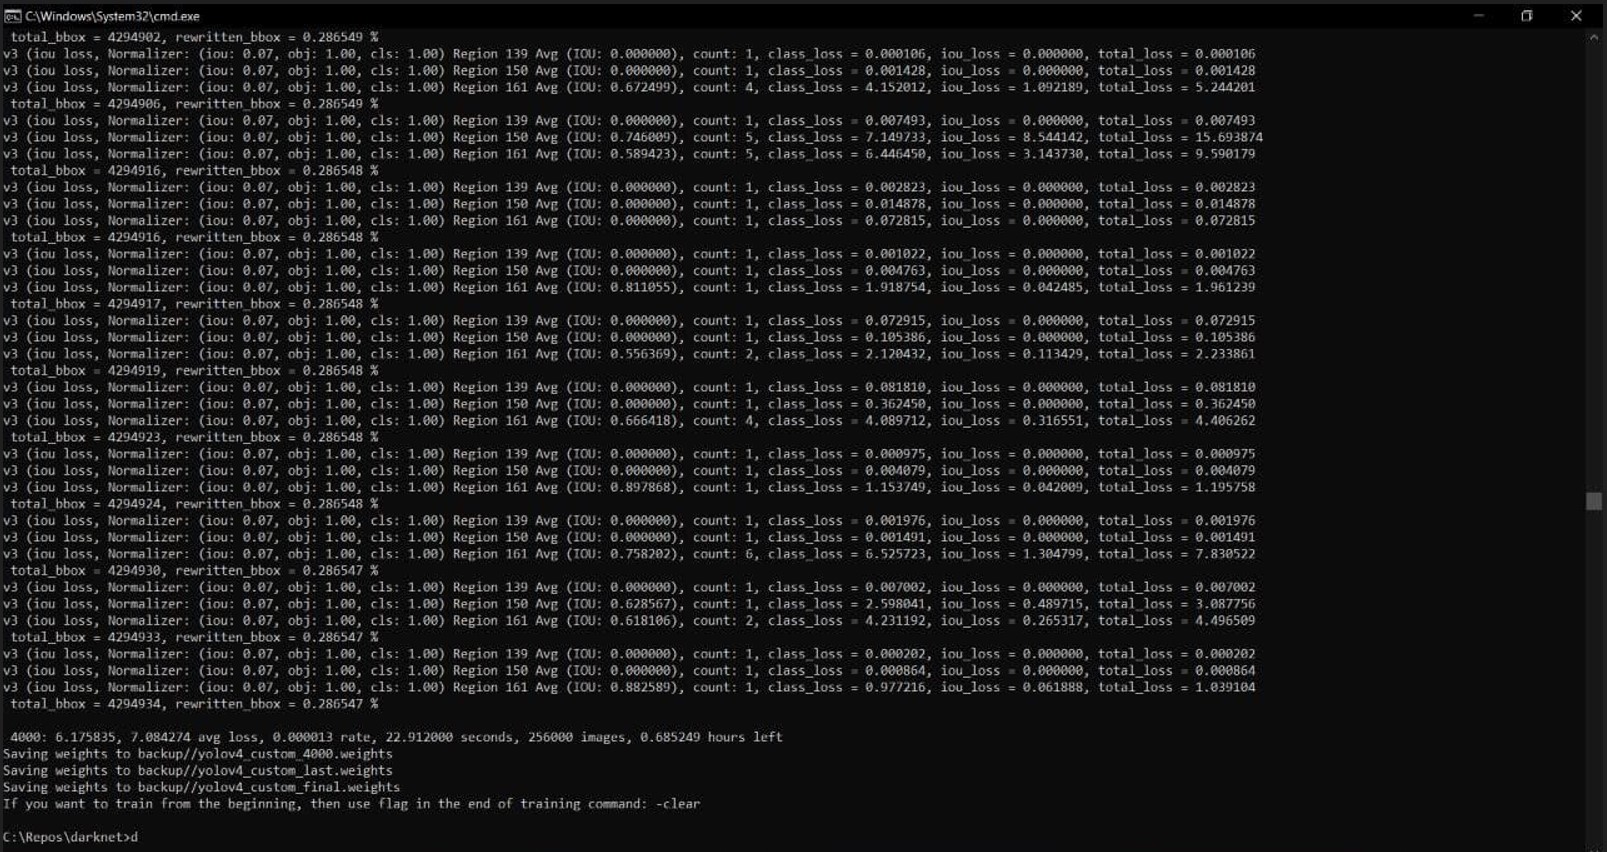 C:\Windows\System32\cmd.exe
total_bbox = 4294902, rewritten_bbox = 0.286549 %
v3 (iou loss, Normalizer: (iou: 0.07, obj: 1.00, cls: 1.00) Region 139 Avg (IOU: 0.000000), count: 1, class_loss = 0.000106, iou_loss = 0.000000, total_loss = 0.000106
v3 (iou loss, Normalizer: (iou: 0.07, obj: 1.00, cls: 1.00) Region 150 Avg (IOU: 0.000000), count: 1, class_loss = 0.001428, iou_loss = 0.000000, total_loss = 0.001428
v3 (iou loss, Normalizer: (iou: 0.07, obj: 1.00, cls: 1.00) Region 161 Avg (IOU: 0.672499), count: 4, class_loss = 4.152012, iou_loss = 1.092189, total_loss = 5.244201
total_bbox = 4294906, rewritten_bbox = 0.286549 %
v3 (iou loss, Normalizer: (iou: 0.07, obj: 1.00, cls: 1.00) Region 139 Avg (IOU: 0.000000), count: 1, class_loss = 0.007493, iou_loss = 0.000000, total_loss = 0.007493
v3 (iou loss, Normalizer: (iou: 0.07, obj: 1.00, cls: 1.00) Region 150 Avg (IOU: 0.746009), count: 5, class_loss = 7.149733, iou_loss = 8.544142, total_loss = 15.693874
v3 (iou loss, Normalizer: (iou: 0.07, obj: 1.00, cls: 1.00) Region 161 Avg (IOU: 0.589423), count: 5, class_loss = 6.446450, iou_loss = 3.143730, total_loss = 9.590179
total_bbox = 4294916, rewritten_bbox = 0.286548 %
v3 (iou loss, Normalizer: (iou: 0.07, obj: 1.00, cls: 1.00) Region 139 Avg (IOU: 0.000000), count: 1, class_loss = 0.002823, iou_loss = 0.000000, total_loss = 0.002823
v3 (iou loss, Normalizer: (iou: 0.07, obj: 1.00, cls: 1.00) Region 150 Avg (IOU: 0.000000), count: 1, class_loss = 0.014878, iou_loss = 0.000000, total_loss = 0.014878
v3 (iou loss, Normalizer: (iou: 0.07, obj: 1.00, cls: 1.00) Region 161 Avg (IOU: 0.000000), count: 1, class_loss = 0.072815, iou_loss = 0.000000, total_loss = 0.072815
total_bbox = 4294916, rewritten_bbox = 0.286548 %
v3 (iou loss, Normalizer: (iou: 0.07, obj: 1.00, cls: 1.00) Region 139 Avg (IOU: 0.000000), count: 1, class_loss = 0.001022, iou_loss = 0.000000, total_loss = 0.001022
v3 (iou loss, Normalizer: (iou: 0.07, obj: 1.00, cls: 1.00) Region 150 Avg (IOU: 0.000000), count: 1, class_loss = 0.004763, iou_loss = 0.000000, total_loss = 0.004763
v3 (iou loss, Normalizer: (iou: 0.07, obj: 1.00, cls: 1.00) Region 161 Avg (IOU: 0.811055), count: 1, class_loss = 1.918754, iou_loss = 0.042485, total_loss = 1.961239
total_bbox = 4294917, rewritten_bbox = 0.286548 %
v3 (iou loss, Normalizer: (iou: 0.07, obj: 1.00, cls: 1.00) Region 139 Avg (IOU: 0.000000), count: 1, class_loss = 0.072915, iou_loss = 0.000000, total_loss = 0.072915
v3 (iou loss, Normalizer: (iou: 0.07, obj: 1.00, cls: 1.00) Region 150 Avg (IOU: 0.000000), count: 1, class_loss = 0.105386, iou_loss = 0.000000, total_loss = 0.105386
v3 (iou loss, Normalizer: (iou: 0.07, obj: 1.00, cls: 1.00) Region 161 Avg (IOU: 0.556369), count: 2, class_loss = 2.120432, iou_loss = 0.113429, total_loss = 2.233861
total_bbox = 4294919, rewritten_bbox = 0.286548 %
v3 (iou loss, Normalizer: (iou: 0.07, obj: 1.00, cls: 1.00) Region 139 Avg (IOU: 0.000000), count: 1, class_loss = 0.081810, iou_loss = 0.000000, total_loss = 0.081810
v3 (iou loss, Normalizer: (iou: 0.07, obj: 1.00, cls: 1.00) Region 150 Avg (IOU: 0.000000), count: 1, class_loss = 0.362450, iou_loss = 0.000000, total_loss = 0.362450
v3 (iou loss, Normalizer: (iou: 0.07, obj: 1.00, cls: 1.00) Region 161 Avg (IOU: 0.666418), count: 4, class_loss = 4.089712, iou_loss = 0.316551, total_loss = 4.406262
total_bbox = 4294923, rewritten_bbox = 0.286548 %
v3 (iou loss, Normalizer: (iou: 0.07, obj: 1.00, cls: 1.00) Region 139 Avg (IOU: 0.000000), count: 1, class_loss = 0.000975, iou_loss = 0.000000, total_loss = 0.000975
v3 (iou loss, Normalizer: (iou: 0.07, obj: 1.00, cls: 1.00) Region 150 Avg (IOU: 0.000000), count: 1, class_loss = 0.004079, iou_loss = 0.000000, total_loss = 0.004079
v3 (iou loss, Normalizer: (iou: 0.07, obj: 1.00, cls: 1.00) Region 161 Avg (IOU: 0.897868), count: 1, class_loss = 1.153749, iou_loss = 0.042009, total_loss = 1.195758
total_bbox = 4294924, rewritten_bbox = 0.286548 %
v3 (iou loss, Normalizer: (iou: 0.07, obj: 1.00, cls: 1.00) Region 139 Avg (IOU: 0.000000), count: 1, class_loss = 0.001976, iou_loss = 0.000000, total_loss = 0.001976
v3 (iou loss, Normalizer: (iou: 0.07, obj: 1.00, cls: 1.00) Region 150 Avg (IOU: 0.000000), count: 1, class_loss = 0.001491, iou_loss = 0.000000, total_loss = 0.001491
v3 (iou loss, Normalizer: (iou: 0.07, obj: 1.00, cls: 1.00) Region 161 Avg (IOU: 0.758202), count: 6, class_loss = 6.525723, iou_loss = 1.304799, total_loss = 7.830522
total_bbox = 4294930, rewritten_bbox = 0.286547 %
v3 (iou loss, Normalizer: (iou: 0.07, obj: 1.00, cls: 1.00) Region 139 Avg (IOU: 0.000000), count: 1, class_loss = 0.007002, iou_loss = 0.000000, total_loss = 0.007002
v3 (iou loss, Normalizer: (iou: 0.07, obj: 1.00, cls: 1.00) Region 150 Avg (IOU: 0.628567), count: 1, class_loss = 2.598041, iou_loss = 0.489715, total_loss = 3.087756
v3 (iou loss, Normalizer: (iou: 0.07, obj: 1.00, cls: 1.00) Region 161 Avg (IOU: 0.618106), count: 2, class_loss = 4.231192, iou_loss = 0.265317, total_loss = 4.496509
total_bbox = 4294933, rewritten_bbox = 0.286547 %
v3 (iou loss, Normalizer: (iou: 0.07, obj: 1.00, cls: 1.00) Region 139 Avg (IOU: 0.000000), count: 1, class_loss = 0.000202, iou_loss = 0.000000, total_loss = 0.000202
v3 (iou loss, Normalizer: (iou: 0.07, obj: 1.00, cls: 1.00) Region 150 Avg (IOU: 0.000000), count: 1, class_loss = 0.000864, iou_loss = 0.000000, total_loss = 0.000864
v3 (iou loss, Normalizer: (iou: 0.07, obj: 1.00, cls: 1.00) Region 161 Avg (IOU: 0.882589), count: 1, class_loss = 0.977216, iou_loss = 0.061888, total_loss = 1.039104
total_bbox = 4294934, rewritten_bbox = 0.286547 %
4000: 6.175835, 7.084274 avg loss, 0.000013 rate, 22.912000 seconds, 256000 images, 0.685249 hours left
Saving weights to backup//yolov4_custom_4000.weights
Saving weights to backup//yolov4_custom_last.weights
Saving weights to backup//yolov4_custom_final.weights
If you want to train from the beginning, then use flag in the end of training command: -clear
C:\Repos\darknet>d